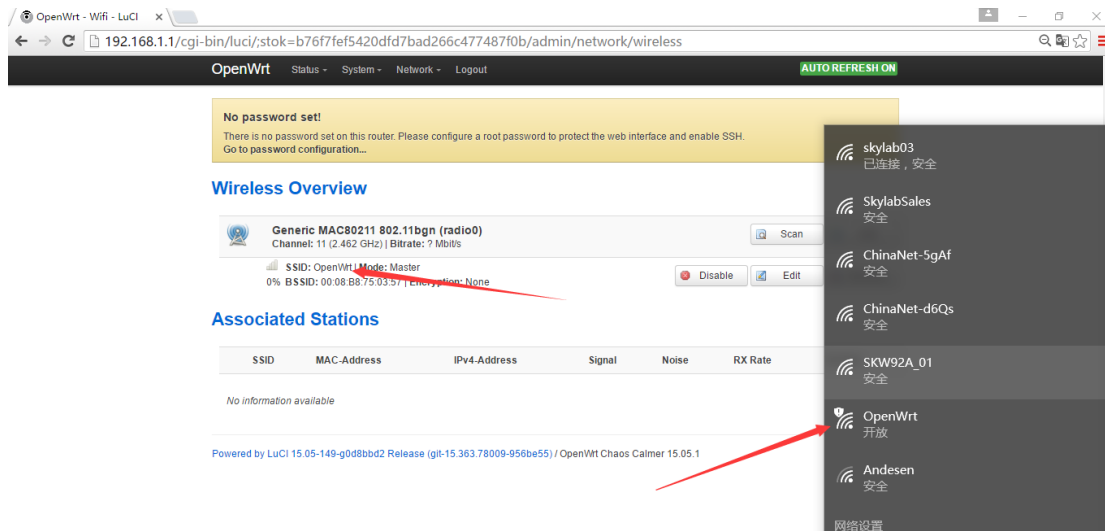 OpenWrt - Wifi - LuCI
192.168.1.1/cgi-bin/luci/;stok=b76f7fef5420dfd7bad266c477487f0b/admin/network/wireless
OpenWrt Status System Network Logout AUTO REFRESH ON
No password set!
There is no password set on this router. Please configure a root password to protect the web interface and enable SSH.
Go to password configuration...
Wireless Overview
Generic MAC80211 802.11bgn (radio0)
Channel: 11 (2.462 GHz) | Bitrate: ? Mbit/s
Scan
SSID: OpenWrt | Mode: Master
0% BSSID: 00:08:B8:75:03:57 | Encryption: None
Disable Edit
Associated Stations
SSID MAC-Address IPv4-Address Signal Noise RX Rate
No information available
Powered by LuCI 15.05-149-g0d8bbd2 Release (git-15.363.78009-956be55) / OpenWrt Chaos Calmer 15.05.1
skylab03
已连接，安全
SkylabSales
安全
ChinaNet-5gAf
安全
ChinaNet-d6Qs
安全
SKW92A_01
安全
OpenWrt
开放
Andesen
安全
网络设置